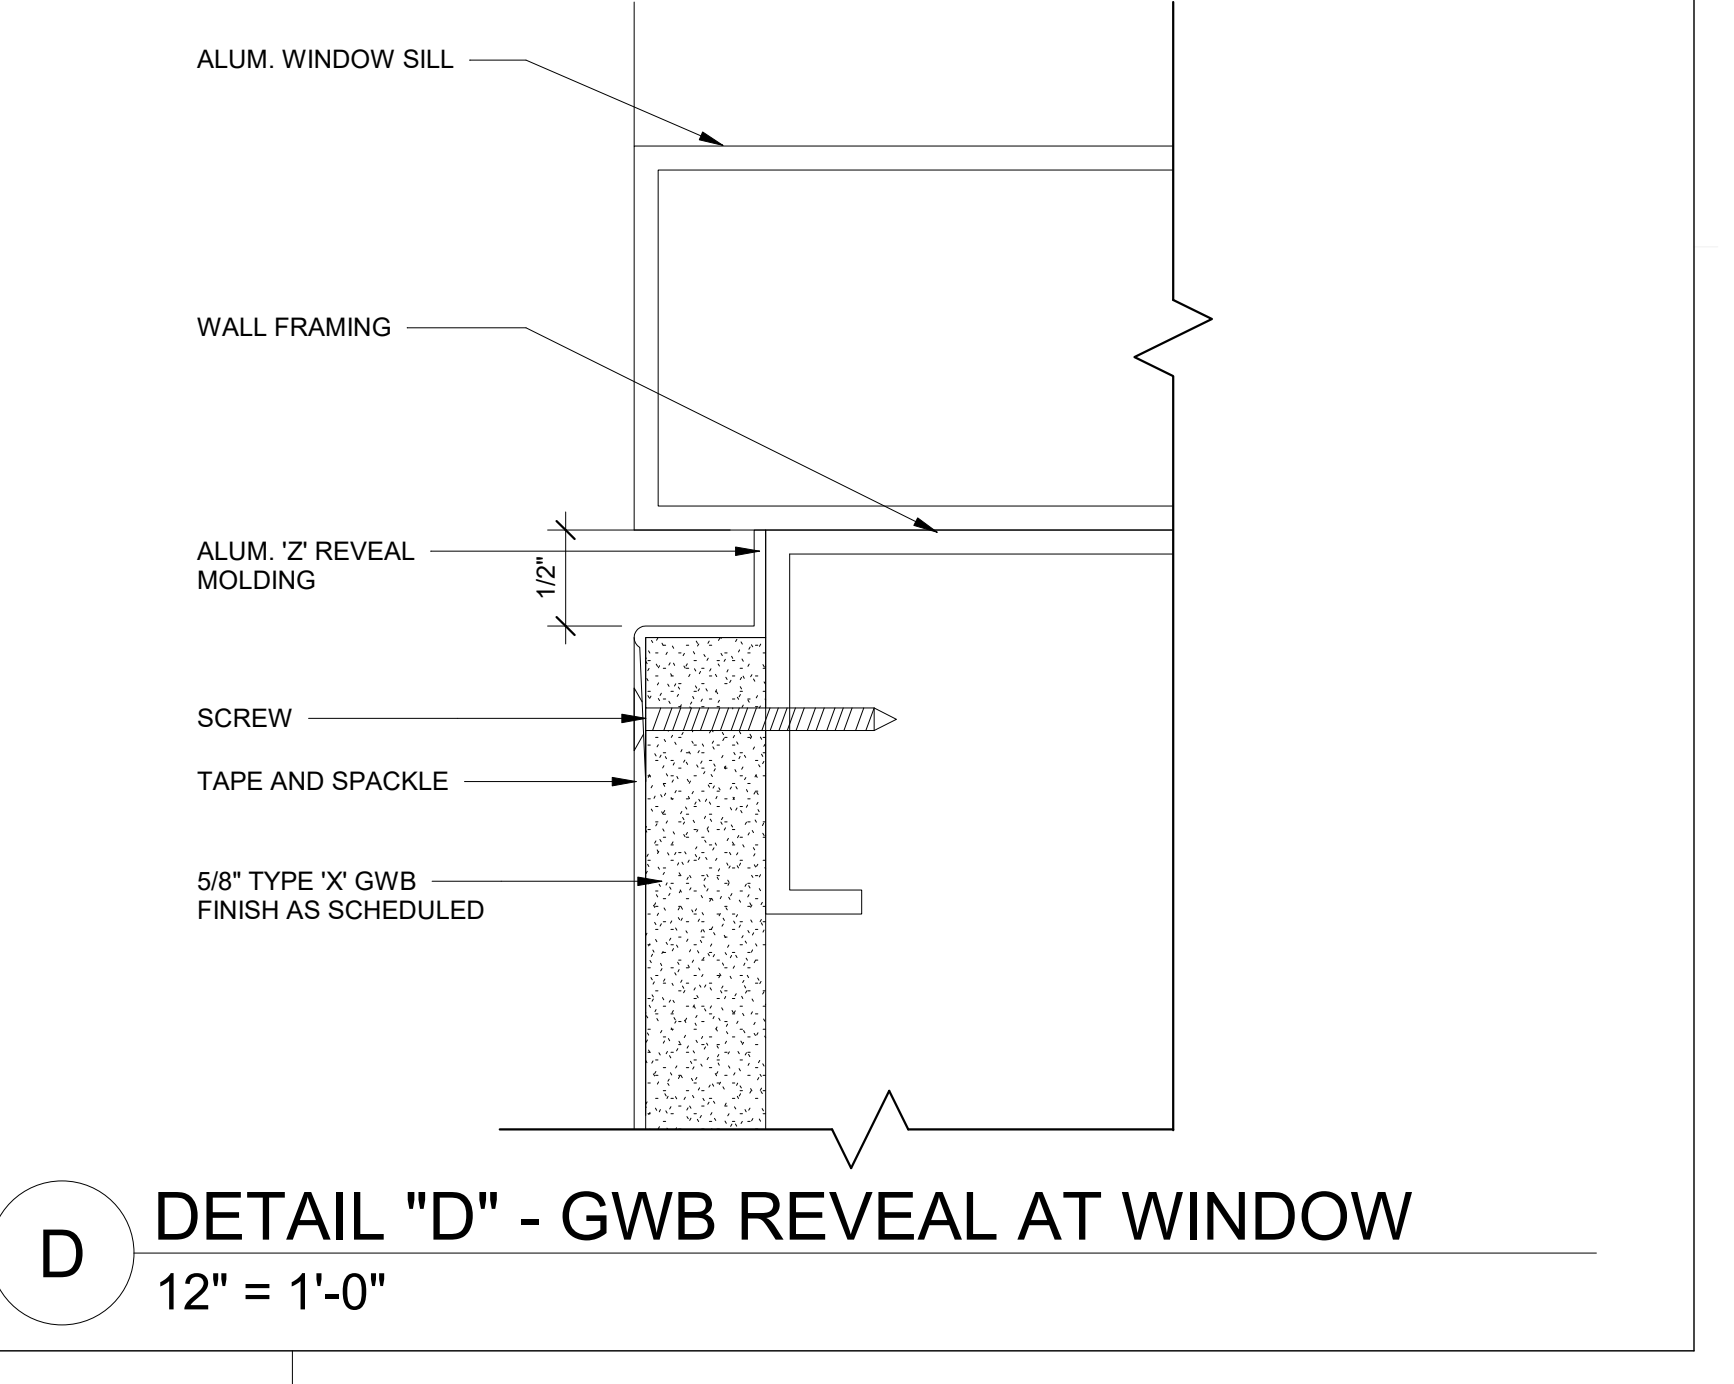 ALUM. WINDOW SILL
WALL FRAMING
ALUM. 'Z' REVEAL
MOLDING
1/2"
SCREW
TAPE AND SPACKLE
5/8" TYPE 'X' GWB
FINISH AS SCHEDULED
D
DETAIL "D" - GWB REVEAL AT WINDOW
12" = 1'-0"